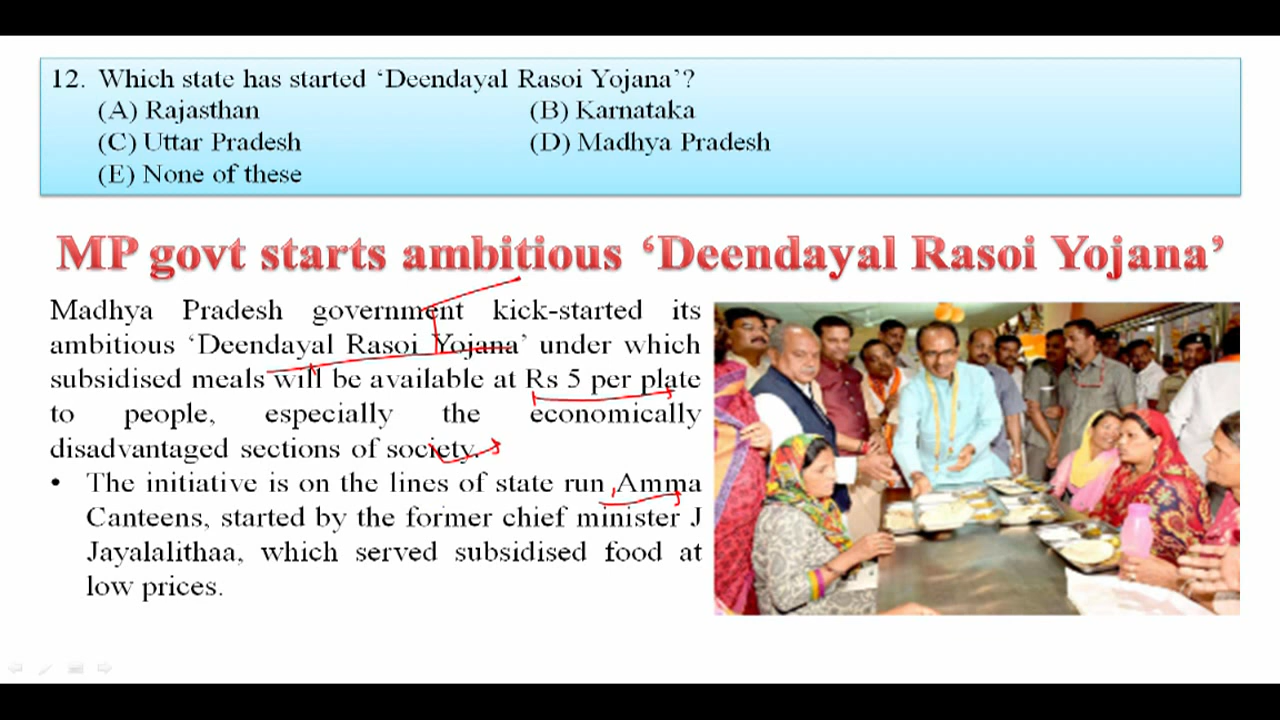 12. Which state has started ‘Deendayal Rasoi Yojana’?
(A) Rajasthan (B) Karnataka
(C) Uttar Pradesh (D) Madhya Pradesh
(E) None of these
MP govt starts ambitious ‘Deendayal Rasoi Yojana’
Madhya Pradesh government kick-started its
ambitious ‘Deendayal Rasoi Yojana’ under which
subsidised meals will be available at Rs 5 per plate
to people, especially the economically
disadvantaged sections of society.
• The initiative is on the lines of state run Amma
Canteens, started by the former chief minister J
Jayalalithaa, which served subsidised food at
low prices.